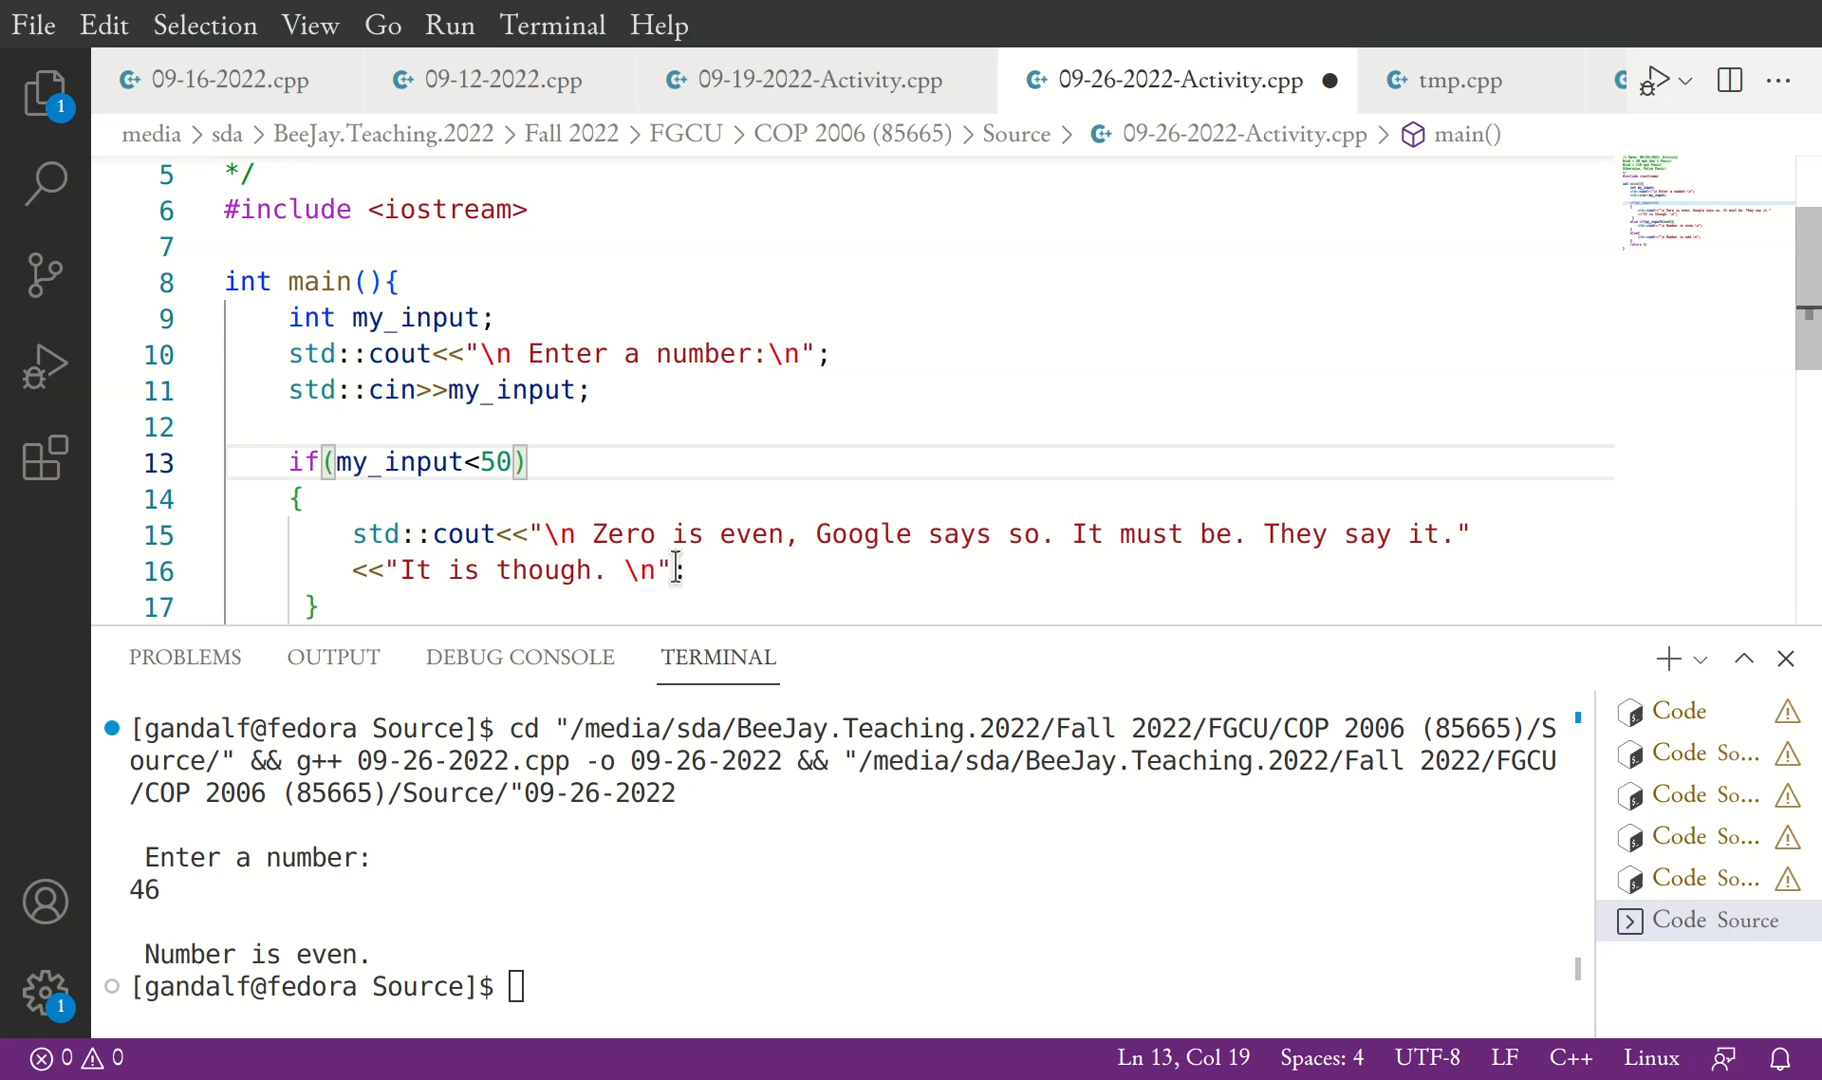 File Edit Selection View Go Run Terminal Help
09-16-2022.cpp 09-12-2022.cpp 09-19-2022-Activity.cpp 09-26-2022-Activity.cpp tmp.cpp
media > sda > BeeJay.Teaching.2022 > Fall 2022 > FGCU > COP 2006 (85665) > Source > 09-26-2022-Activity.cpp > main()
5 */
6 #include <iostream>
7
8 int main(){
9 int my_input;
10 std::cout<<"\n Enter a number:\n";
11 std::cin>>my_input;
12
13 if(my_input<50)
14 {
15 std::cout<<"\n Zero is even, Google says so. It must be. They say it."
16 <<"It is though. \n";
17 }
PROBLEMS OUTPUT DEBUG CONSOLE TERMINAL
[gandalf@fedora Source]$ cd "/media/sda/BeeJay.Teaching.2022/Fall 2022/FGCU/COP 2006 (85665)/S
ource/" && g++ 09-26-2022.cpp -o 09-26-2022 && "/media/sda/BeeJay.Teaching.2022/Fall 2022/FGCU
/COP 2006 (85665)/Source/"09-26-2022
Enter a number:
46
Number is even.
[gandalf@fedora Source]$
Code
Code So...
Code So...
Code So...
Code So...
Code Source
1
1
0 0 Ln 13, Col 19 Spaces: 4 UTF-8 LF C++ Linux